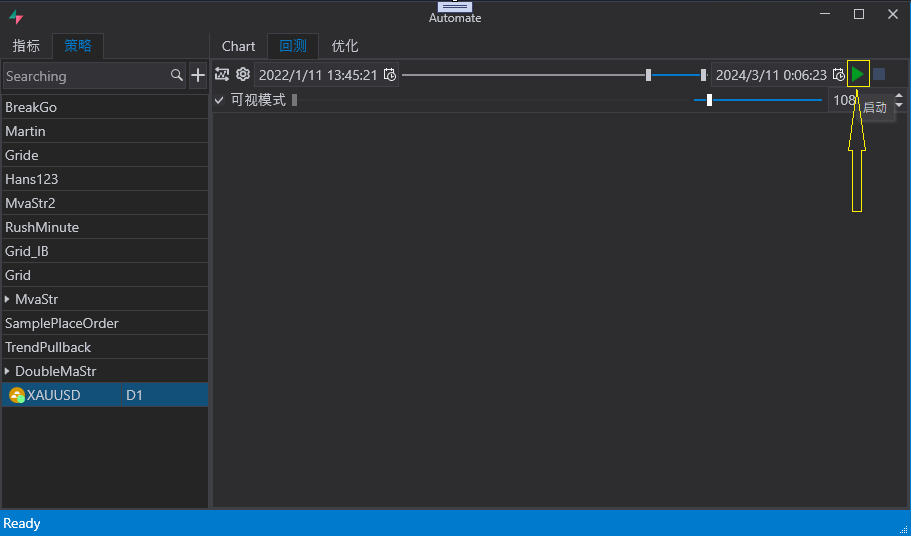 Automate
指标 策略
Chart 回测 优化
Searching
2022/1/11 13:45:21
2024/3/11 0:06:23
可视模式
108
启动
BreakGo
Martin
Gride
Hans123
MvaStr2
RushMinute
Grid_IB
Grid
MvaStr
SamplePlaceOrder
TrendPullback
DoubleMaStr
XAUUSD D1
Ready